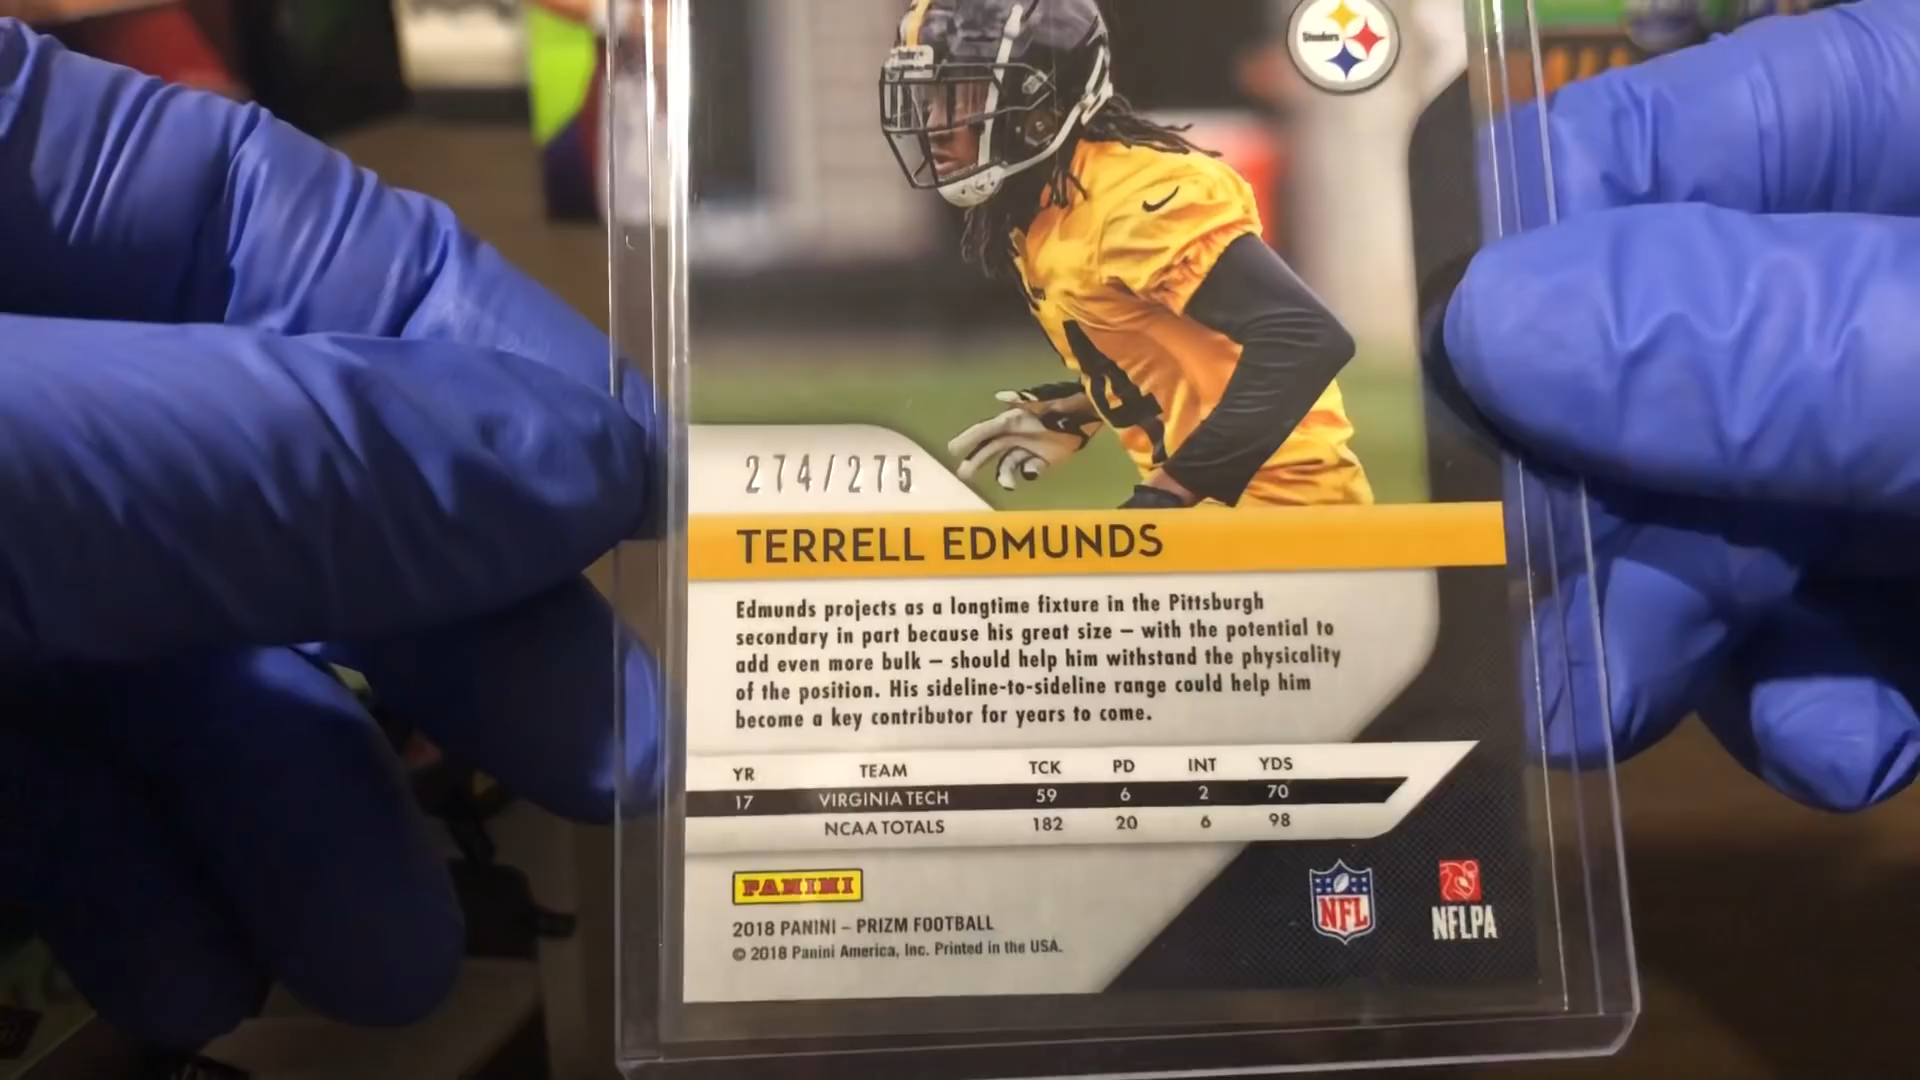 Steelers
4
274/275
TERRELL EDMUNDS
Edmunds projects as a longtime fixture in the Pittsburgh
secondary in part because his great size – with the potential to
add even more bulk – should help him withstand the physicality
of the position. His sideline-to-sideline range could help him
become a key contributor for years to come.
YR TEAM TCK PD INT YDS
17 VIRGINIA TECH 59 6 2 70
NCAA TOTALS 182 20 6 98
PANINI
2018 PANINI – PRIZM FOOTBALL
© 2018 Panini America, Inc. Printed in the USA.
NFL
NFLPA